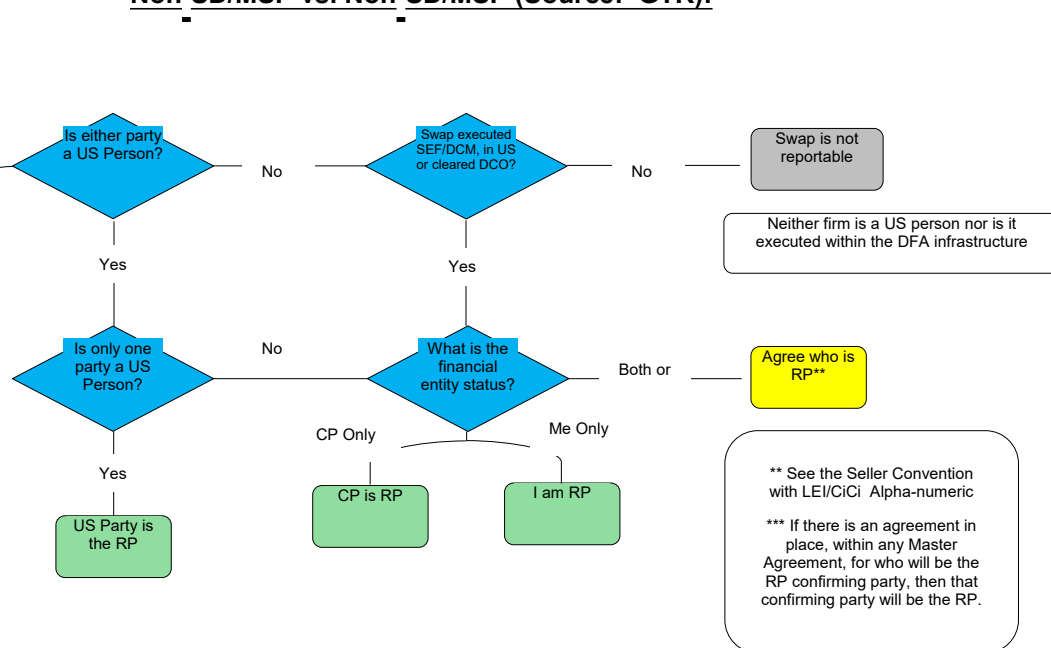 Is either party
a US Person?
No
Swap executed
SEF/DCM, in US
or cleared DCO?
No
Swap is not
reportable
Neither firm is a US person nor is it
executed within the DFA infrastructure
Yes
Yes
Is only one
party a US
Person?
No
What is the
financial
entity status?
Both or
Agree who is
RP**
CP Only
Me Only
Yes
CP is RP
I am RP
US Party is
the RP
** See the Seller Convention
with LEI/CiCi Alpha-numeric
*** If there is an agreement in
place, within any Master
Agreement, for who will be the
RP confirming party, then that
confirming party will be the RP.